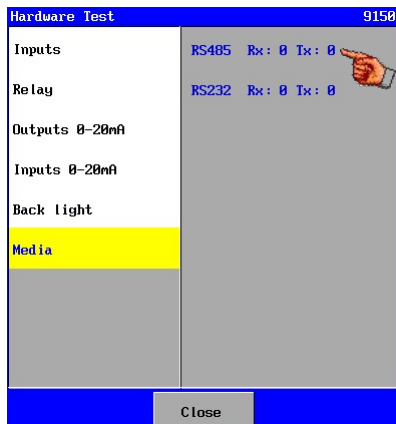 Hardware Test 9150
Inputs
RS485 Rx: 0 Tx: 0
Relay
RS232 Rx: 0 Tx: 0
Outputs 0-20mA
Inputs 0-20mA
Back light
Media
Close